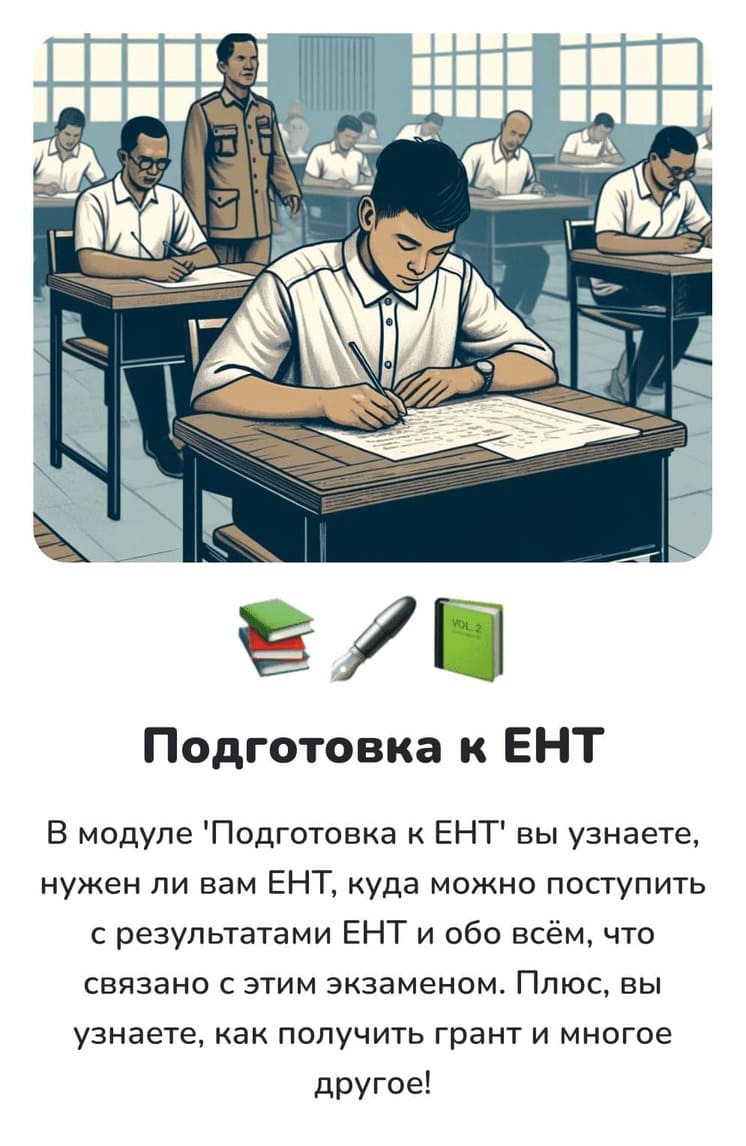 VOL. 2
Подготовка к ЕНТ
В модуле 'Подготовка к ЕНТ' вы узнаете,
нужен ли вам ЕНТ, куда можно поступить
с результатами ЕНТ и обо всём, что
связано с этим экзаменом. Плюс, вы
узнаете, как получить грант и многое
другое!